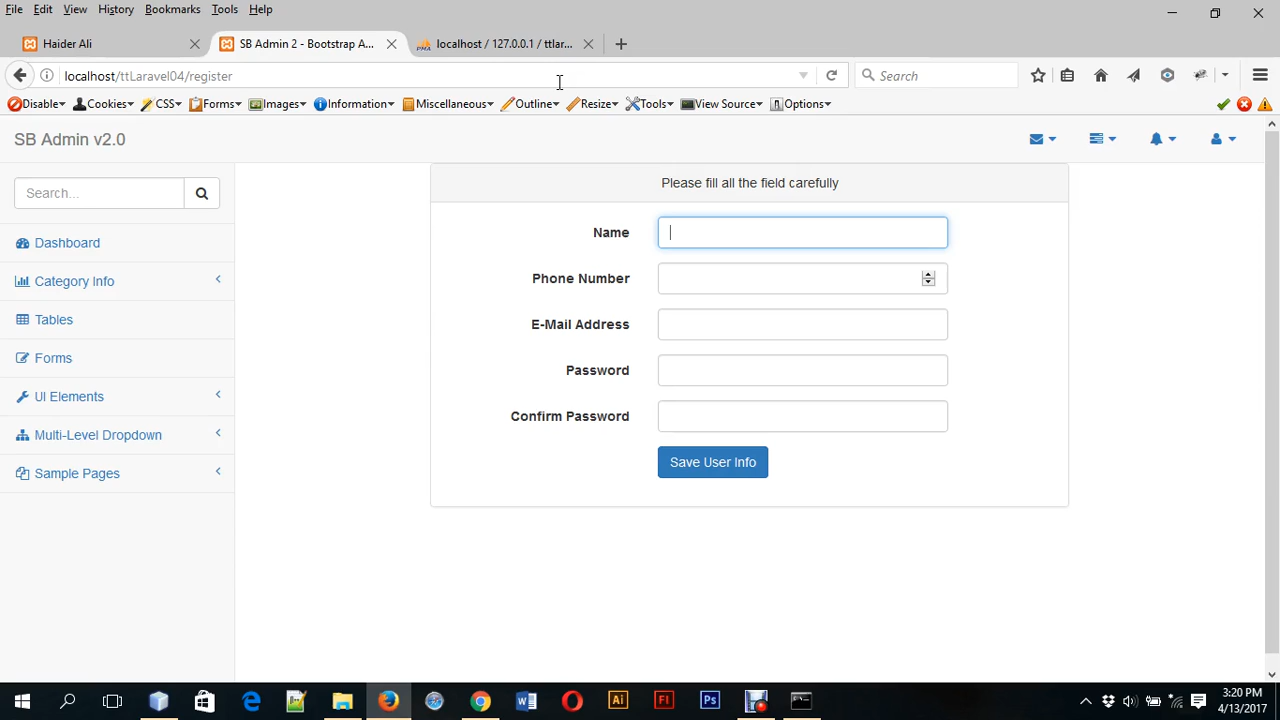 File Edit View History Bookmarks Tools Help
Haider Ali
SB Admin 2 - Bootstrap A...
localhost / 127.0.0.1 / ttlar...
localhost/ttLaravel04/register
Search
Disable Cookies CSS Forms Images Information Miscellaneous Outline Resize Tools View Source Options
SB Admin v2.0
Search...
Dashboard
Category Info
Tables
Forms
UI Elements
Multi-Level Dropdown
Sample Pages
Please fill all the field carefully
Name
Phone Number
E-Mail Address
Password
Confirm Password
Save User Info
3:20 PM
4/13/2017